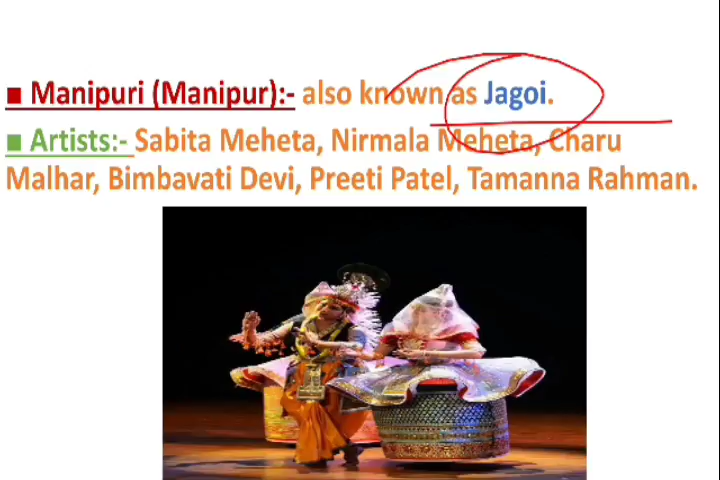 ■ Manipuri (Manipur):- also known as Jagoi.
■ Artists:- Sabita Meheta, Nirmala Meheta, Charu
Malhar, Bimbavati Devi, Preeti Patel, Tamanna Rahman.